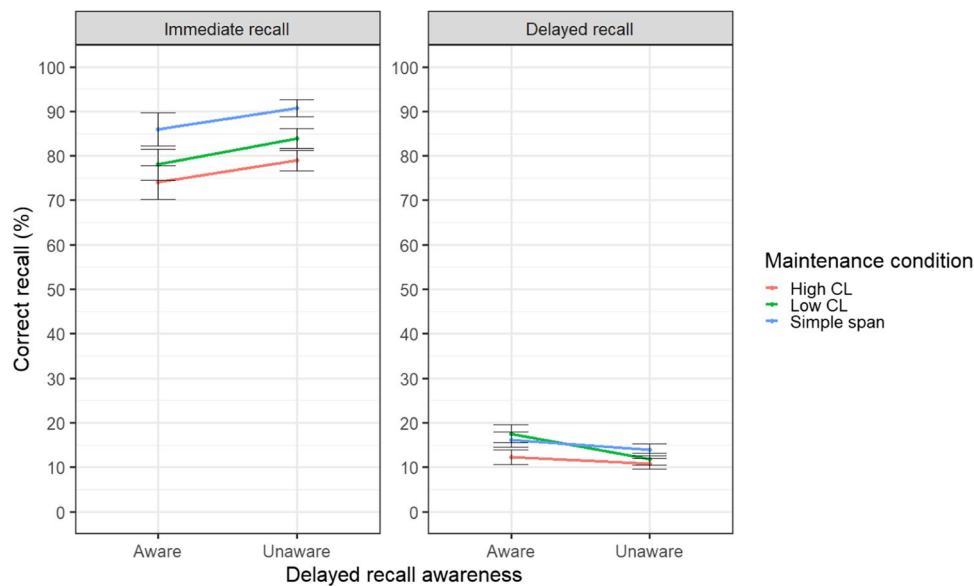 Immediate recall
Delayed recall
Correct recall (%)
100
90
80
70
60
50
40
30
20
10
0
100
90
80
70
60
50
40
30
20
10
0
Aware
Unaware
Aware
Unaware
Delayed recall awareness
Maintenance condition
High CL
Low CL
Simple span